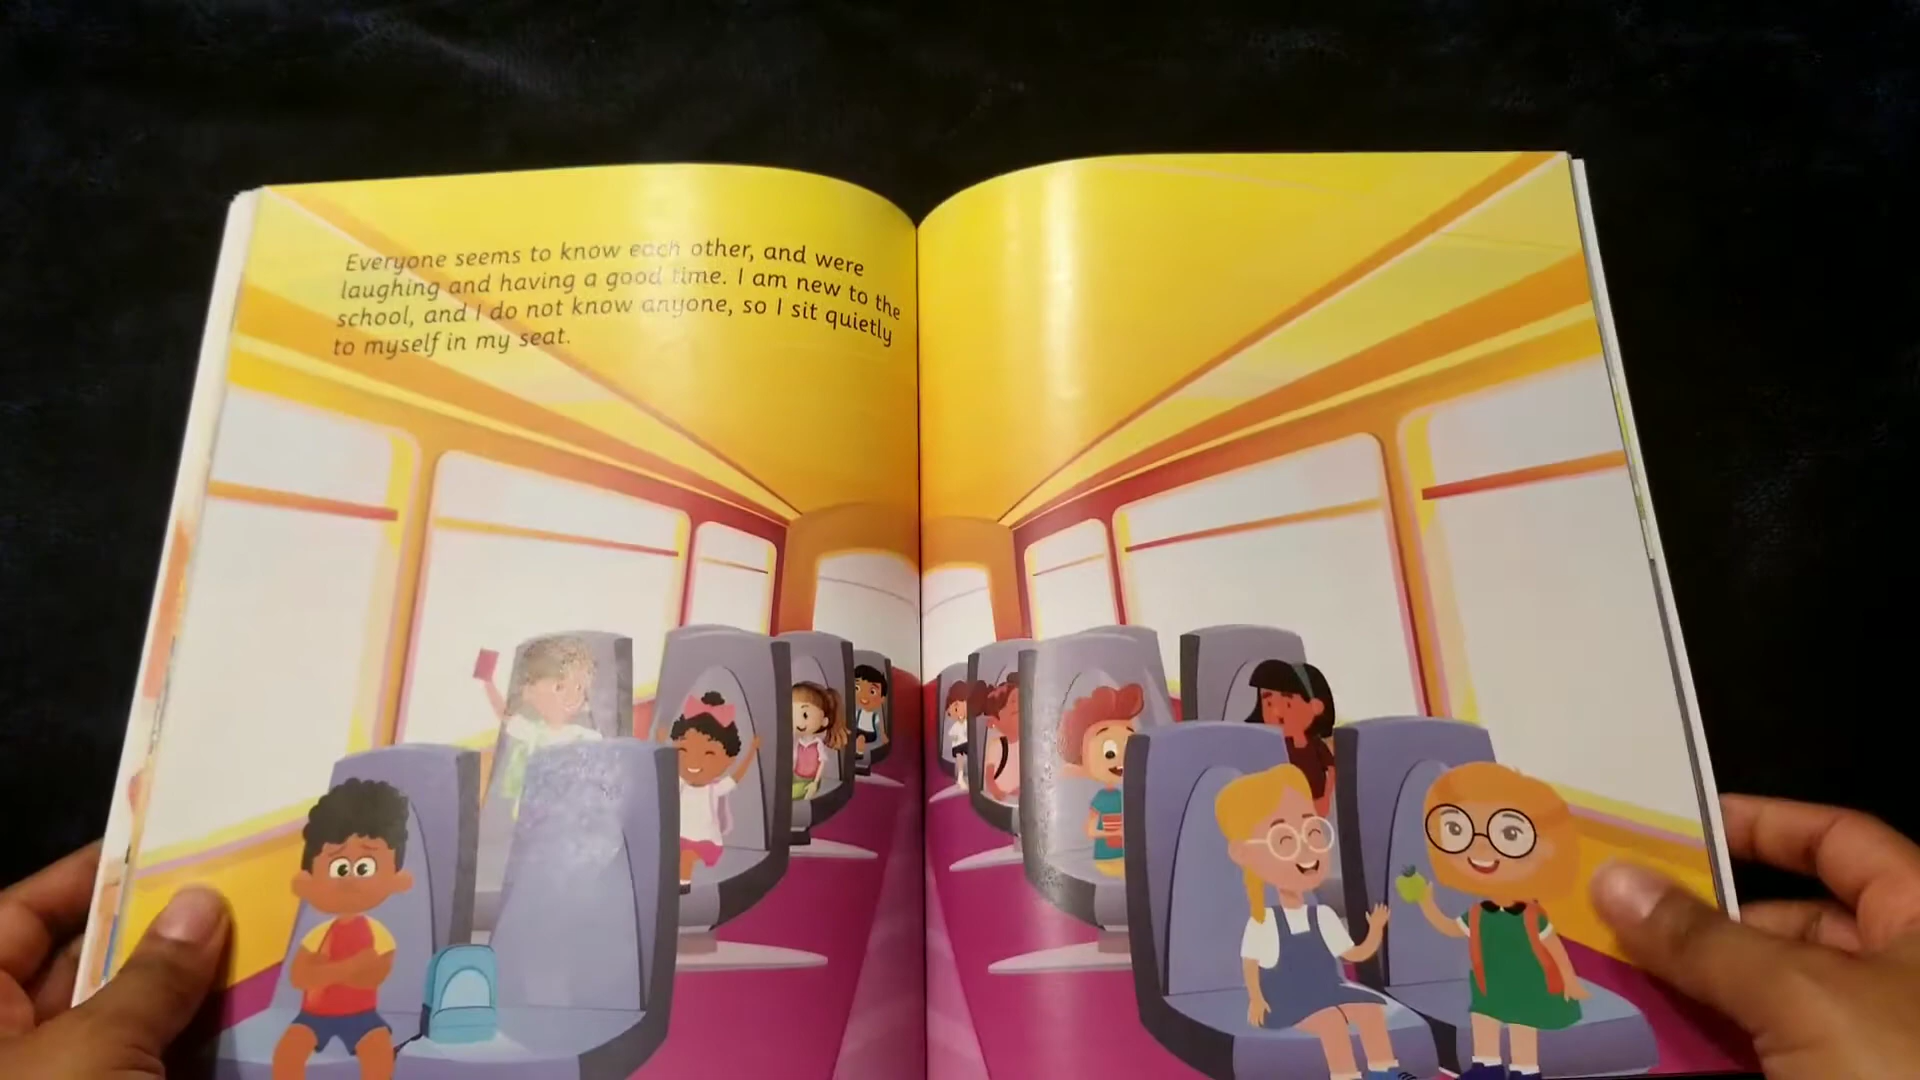 Everyone seems to know each other, and were
laughing and having a good time. I am new to the
school, and I do not know anyone, so I sit quietly
to myself in my seat.